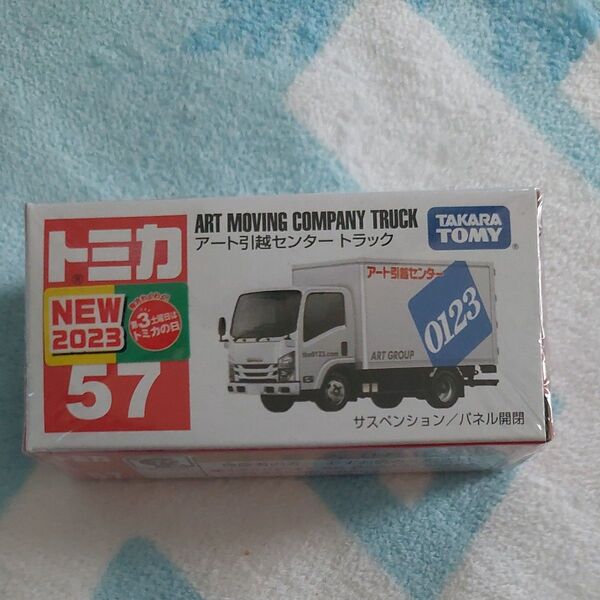 トミカ
ART MOVING COMPANY TRUCK
アート引越センター トラック
TAKARA
TOMY
NEW
2023
第3土曜日は
トミカの日
57
アート引越センター
0123
the0123.com
ART GROUP
サスペンション/パネル開閉